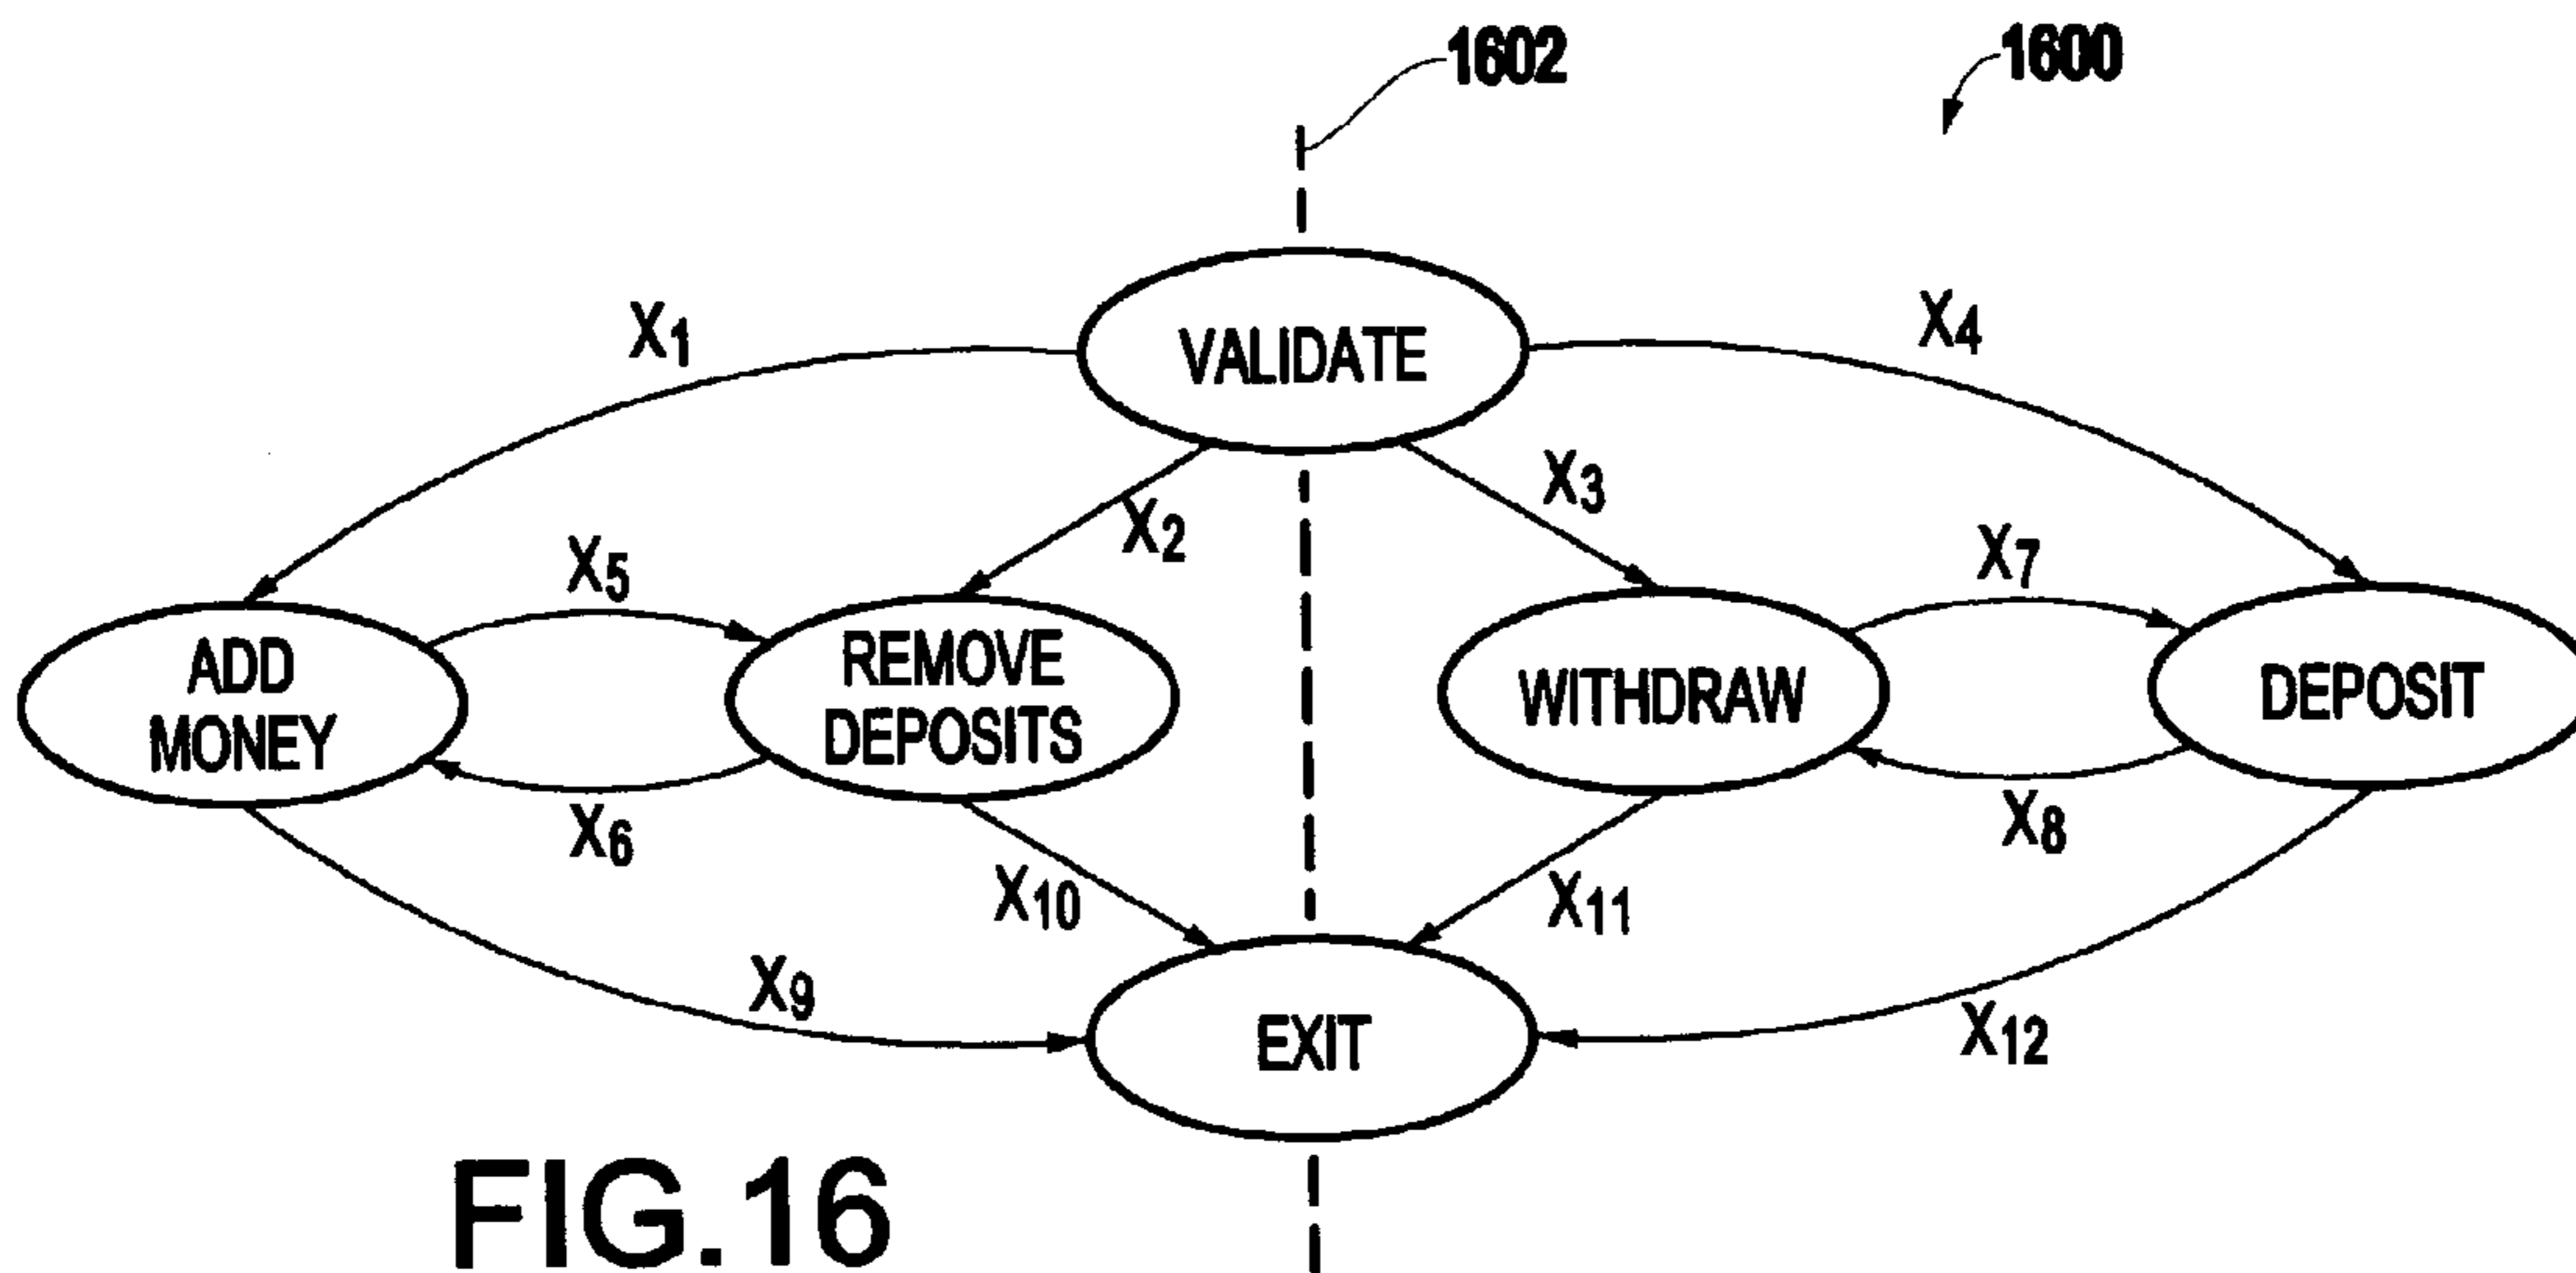 1602
1600
VALIDATE
X1
X4
X2
X3
X5
X7
ADD
MONEY
REMOVE
DEPOSITS
WITHDRAW
DEPOSIT
X6
X8
X10
X11
X9
X12
EXIT
FIG.16